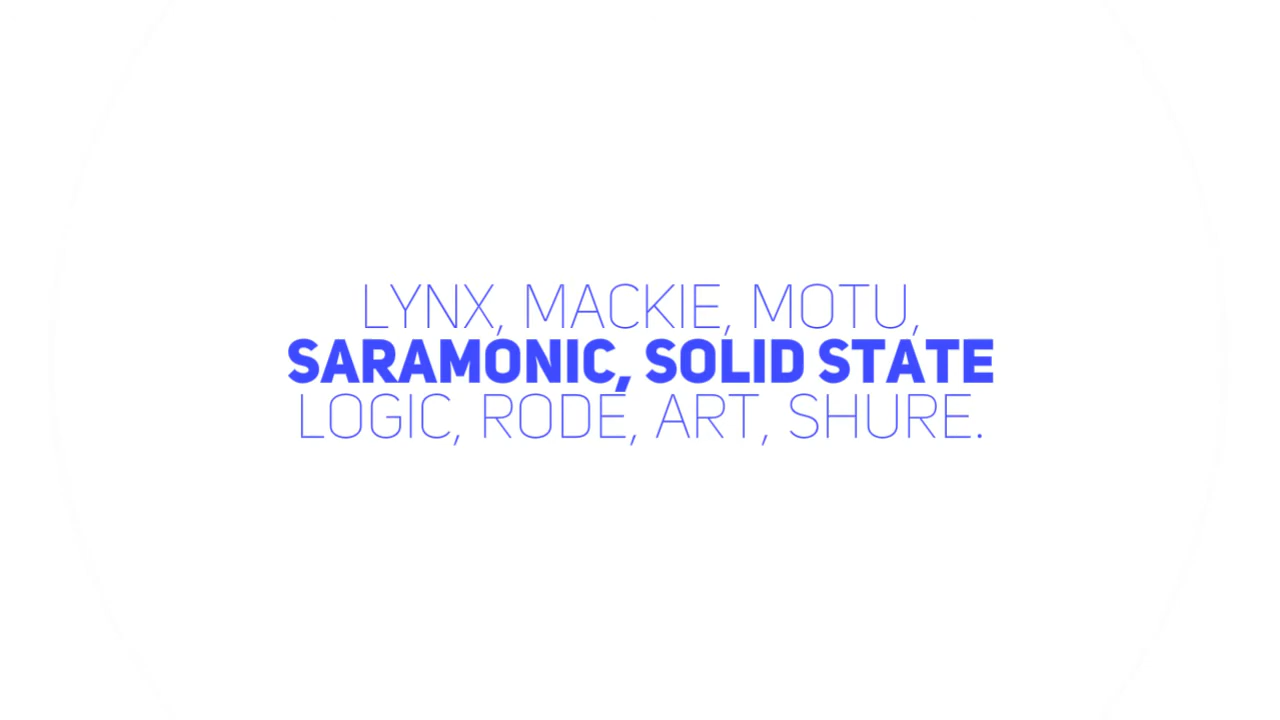 LYNX, MACKIE, MOTU,
SARAMONIC, SOLID STATE
LOGIC, RODE, ART, SHURE.